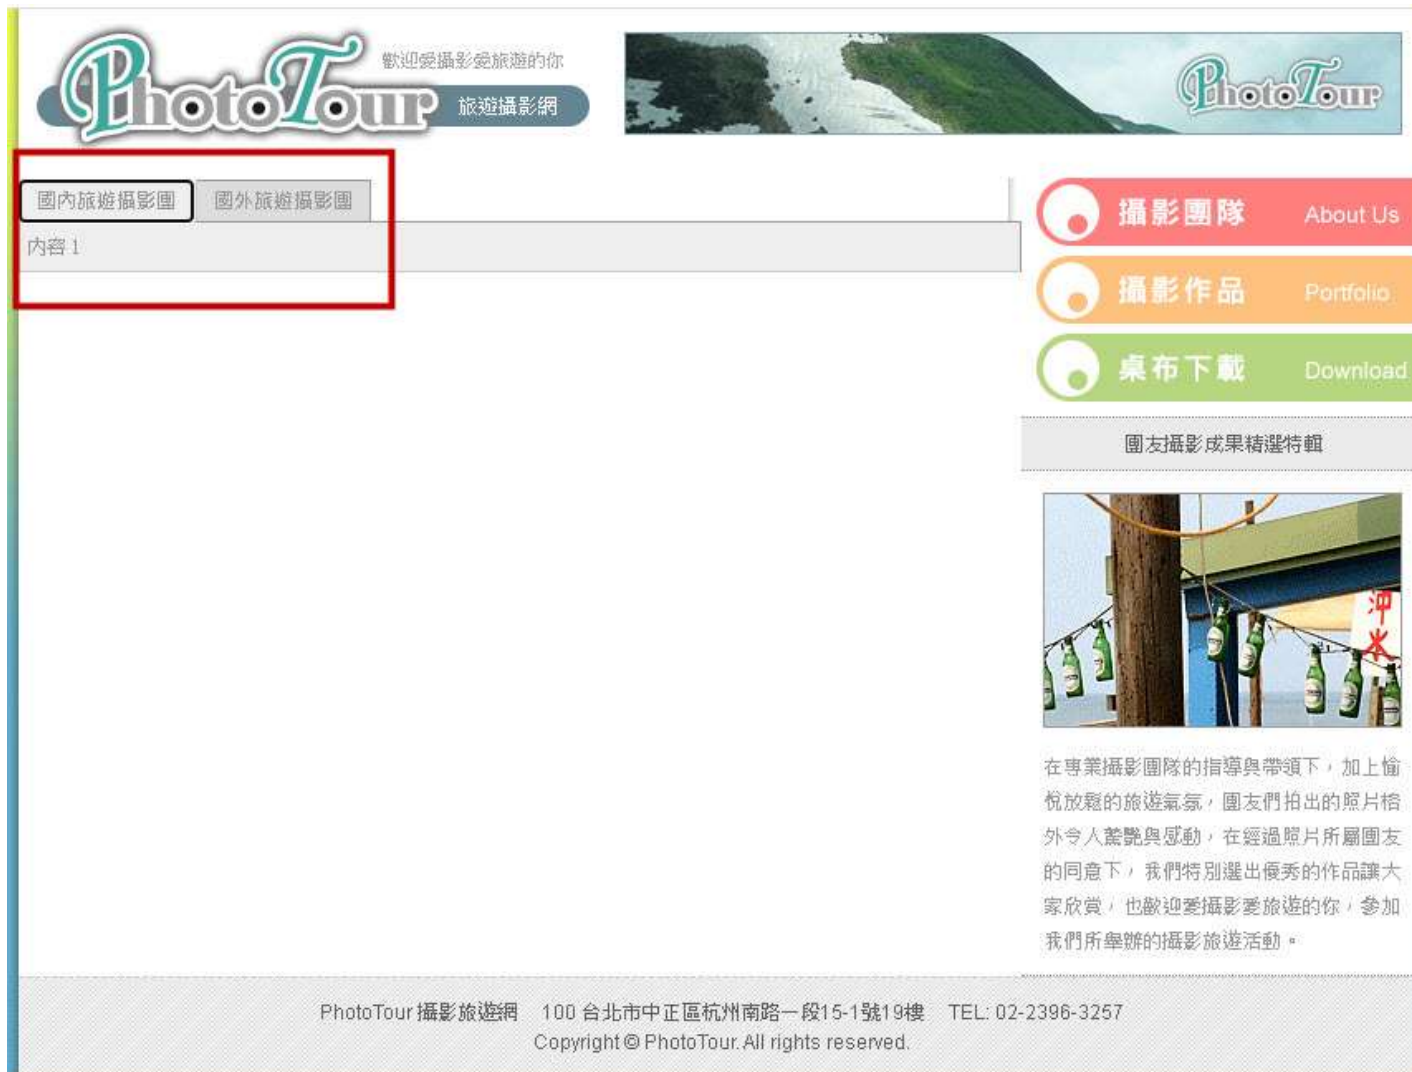 PhotoTour
歡迎愛攝影愛旅遊的你
旅遊攝影網
PhotoTour
國內旅遊攝影團
國外旅遊攝影團
內容 1
攝影團隊 About Us
攝影作品 Portfolio
桌布下載 Download
團友攝影成果精選特輯
沖水
在專業攝影團隊的指導與帶領下，加上愉
悅放鬆的旅遊氣氛，團友們拍出的照片格
外令人驚艷與感動，在經過照片所屬團友
的同意下，我們特別選出優秀的作品讓大
家欣賞，也歡迎愛攝影愛旅遊的你，參加
我們所舉辦的攝影旅遊活動。
PhotoTour 攝影旅遊網 100 台北市中正區杭州南路一段15-1號19樓 TEL: 02-2396-3257
Copyright © PhotoTour. All rights reserved.